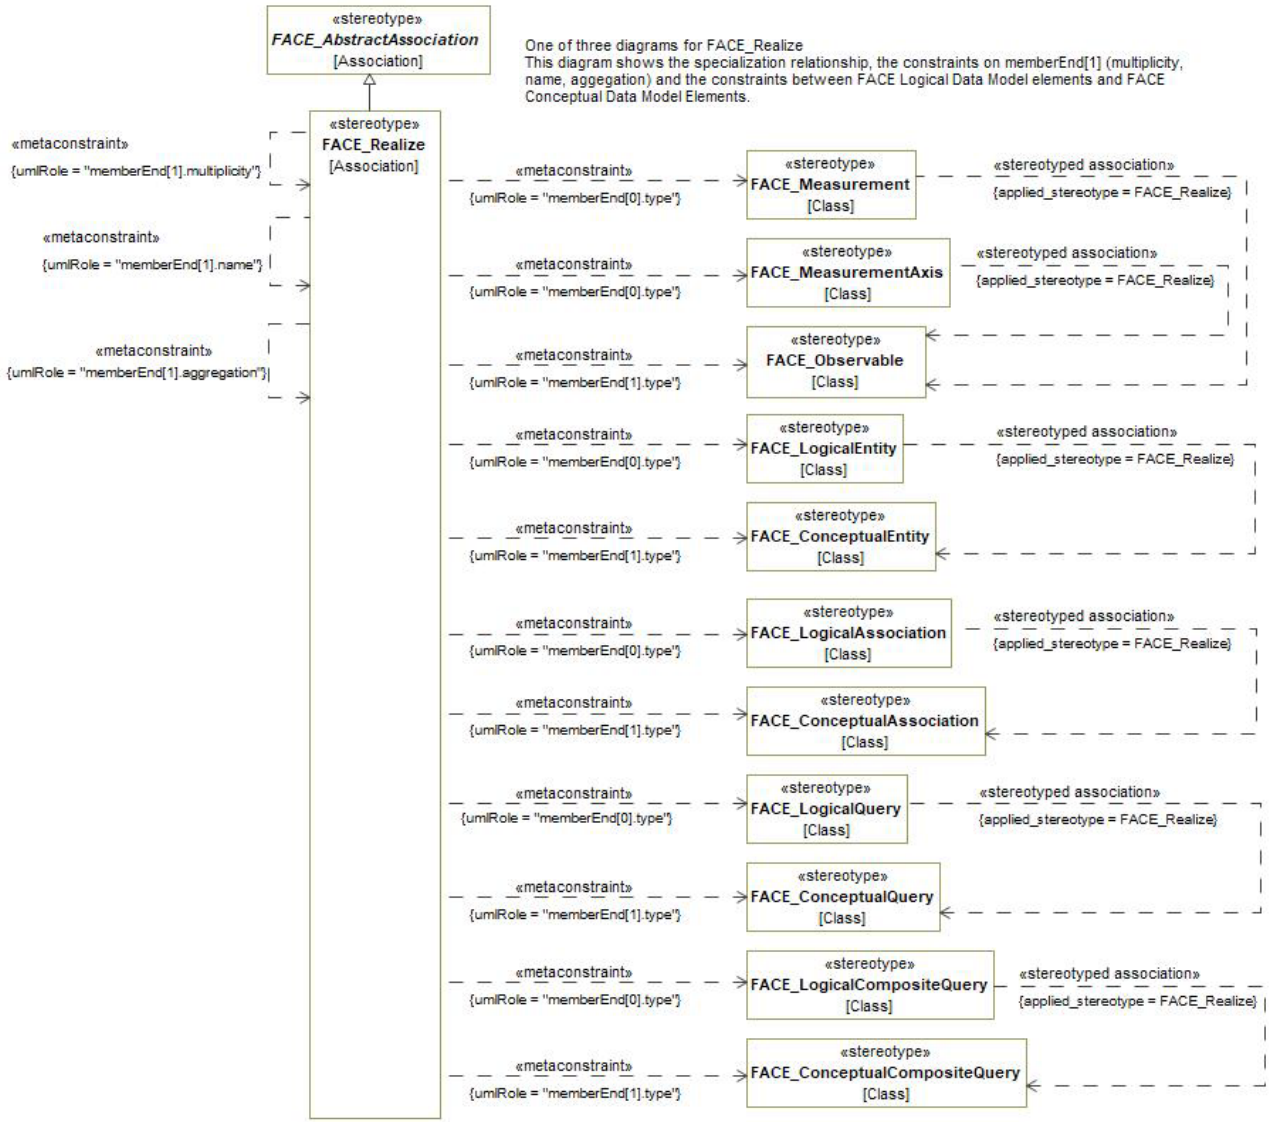 «stereotype»
FACE_AbstractAssociation
[Association]
One of three diagrams for FACE_Realize
This diagram shows the specialization relationship, the constraints on memberEnd[1] (multiplicity,
name, aggegation) and the constraints between FACE Logical Data Model elements and FACE
Conceptual Data Model Elements.
«stereotype»
FACE_Realize
[Association]
«metaconstraint»
{umlRole = "memberEnd[1].multiplicity"}
«metaconstraint»
{umlRole = "memberEnd[1].name"}
«metaconstraint»
{umlRole = "memberEnd[1].aggregation"}
«metaconstraint»
{umlRole = "memberEnd[0].type"}
«stereotype»
FACE_Measurement
[Class]
«stereotyped association»
{applied_stereotype = FACE_Realize}
«metaconstraint»
{umlRole = "memberEnd[0].type"}
«stereotype»
FACE_MeasurementAxis
[Class]
«stereotyped association»
{applied_stereotype = FACE_Realize}
«metaconstraint»
{umlRole = "memberEnd[1].type"}
«stereotype»
FACE_Observable
[Class]
«metaconstraint»
{umlRole = "memberEnd[0].type"}
«stereotype»
FACE_LogicalEntity
[Class]
«stereotyped association»
{applied_stereotype = FACE_Realize}
«metaconstraint»
{umlRole = "memberEnd[1].type"}
«stereotype»
FACE_ConceptualEntity
[Class]
«metaconstraint»
{umlRole = "memberEnd[0].type"}
«stereotype»
FACE_LogicalAssociation
[Class]
«stereotyped association»
{applied_stereotype = FACE_Realize}
«metaconstraint»
{umlRole = "memberEnd[1].type"}
«stereotype»
FACE_ConceptualAssociation
[Class]
«metaconstraint»
{umlRole = "memberEnd[0].type"}
«stereotype»
FACE_LogicalQuery
[Class]
«stereotyped association»
{applied_stereotype = FACE_Realize}
«metaconstraint»
{umlRole = "memberEnd[1].type"}
«stereotype»
FACE_ConceptualQuery
[Class]
«metaconstraint»
{umlRole = "memberEnd[0].type"}
«stereotype»
FACE_LogicalCompositeQuery
[Class]
«stereotyped association»
{applied_stereotype = FACE_Realize}
«metaconstraint»
{umlRole = "memberEnd[1].type"}
«stereotype»
FACE_ConceptualCompositeQuery
[Class]